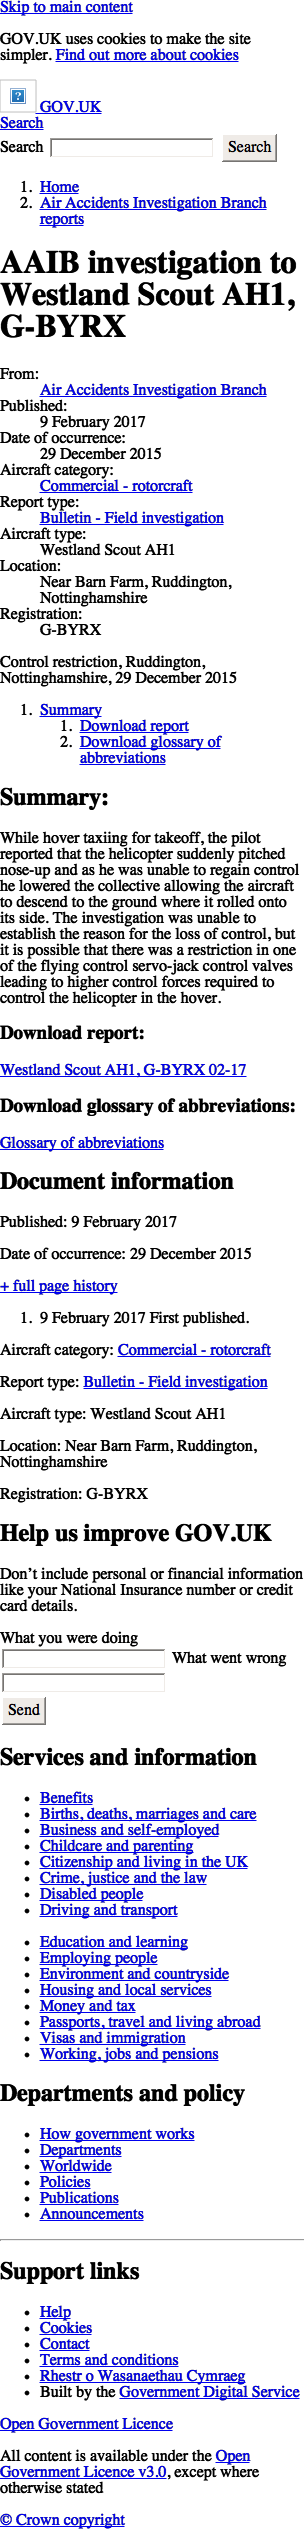 Skip to main content
GOV.UK uses cookies to make the site
simpler. Find out more about cookies
GOV.UK
Search
Search Search
1. Home
2. Air Accidents Investigation Branch
reports
AAIB investigation to
Westland Scout AH1,
G-BYRX
From:
Air Accidents Investigation Branch
Published:
9 February 2017
Date of occurrence:
29 December 2015
Aircraft category:
Commercial - rotorcraft
Report type:
Bulletin - Field investigation
Aircraft type:
Westland Scout AH1
Location:
Near Barn Farm, Ruddington,
Nottinghamshire
Registration:
G-BYRX
Control restriction, Ruddington,
Nottinghamshire, 29 December 2015
1. Summary
1. Download report
2. Download glossary of
abbreviations
Summary:
While hover taxiing for takeoff, the pilot
reported that the helicopter suddenly pitched
nose-up and as he was unable to regain control
he lowered the collective allowing the aircraft
to descend to the ground where it rolled onto
its side. The investigation was unable to
establish the reason for the loss of control, but
it is possible that there was a restriction in one
of the flying control servo-jack control valves
leading to higher control forces required to
control the helicopter in the hover.
Download report:
Westland Scout AH1, G-BYRX 02-17
Download glossary of abbreviations:
Glossary of abbreviations
Document information
Published: 9 February 2017
Date of occurrence: 29 December 2015
+ full page history
1. 9 February 2017 First published.
Aircraft category: Commercial - rotorcraft
Report type: Bulletin - Field investigation
Aircraft type: Westland Scout AH1
Location: Near Barn Farm, Ruddington,
Nottinghamshire
Registration: G-BYRX
Help us improve GOV.UK
Don’t include personal or financial information
like your National Insurance number or credit
card details.
What you were doing
What went wrong
Send
Services and information
• Benefits
• Births, deaths, marriages and care
• Business and self-employed
• Childcare and parenting
• Citizenship and living in the UK
• Crime, justice and the law
• Disabled people
• Driving and transport
• Education and learning
• Employing people
• Environment and countryside
• Housing and local services
• Money and tax
• Passports, travel and living abroad
• Visas and immigration
• Working, jobs and pensions
Departments and policy
• How government works
• Departments
• Worldwide
• Policies
• Publications
• Announcements
Support links
• Help
• Cookies
• Contact
• Terms and conditions
• Rhestr o Wasanaethau Cymraeg
• Built by the Government Digital Service
Open Government Licence
All content is available under the Open
Government Licence v3.0, except where
otherwise stated
© Crown copyright